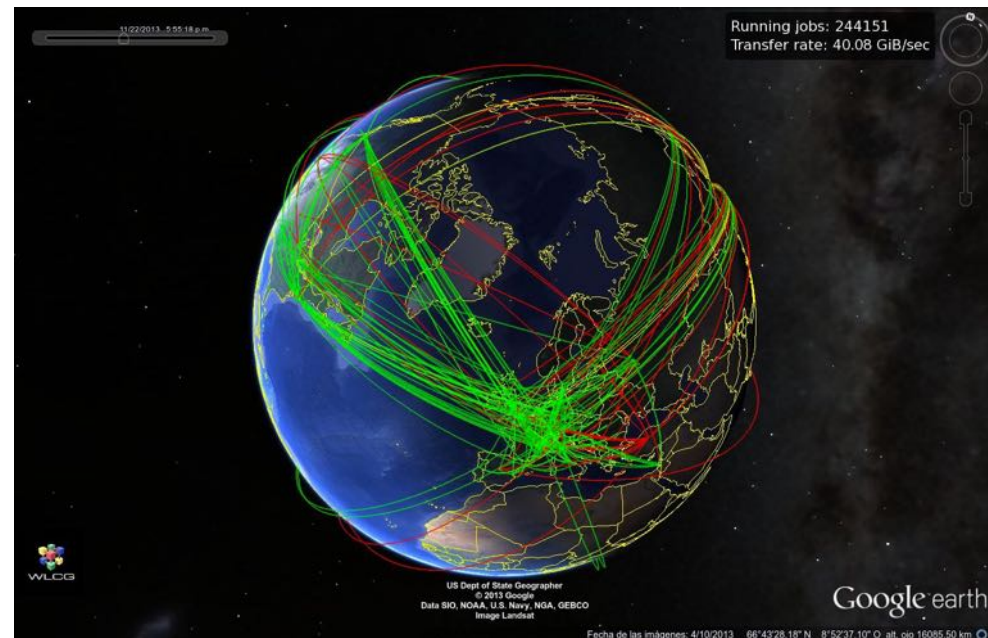 11/22/2013 5:55:18 p.m.
Running jobs: 244151
Transfer rate: 40.08 GiB/sec
N
WLCG
US Dept of State Geographer
© 2013 Google
Data SIO, NOAA, U.S. Navy, NGA, GEBCO
Image Landsat
Google earth
Fecha de las imágenes: 4/10/2013 66°43'28.18" N 8°52'37.10" O alt. ojo 16085.50 km